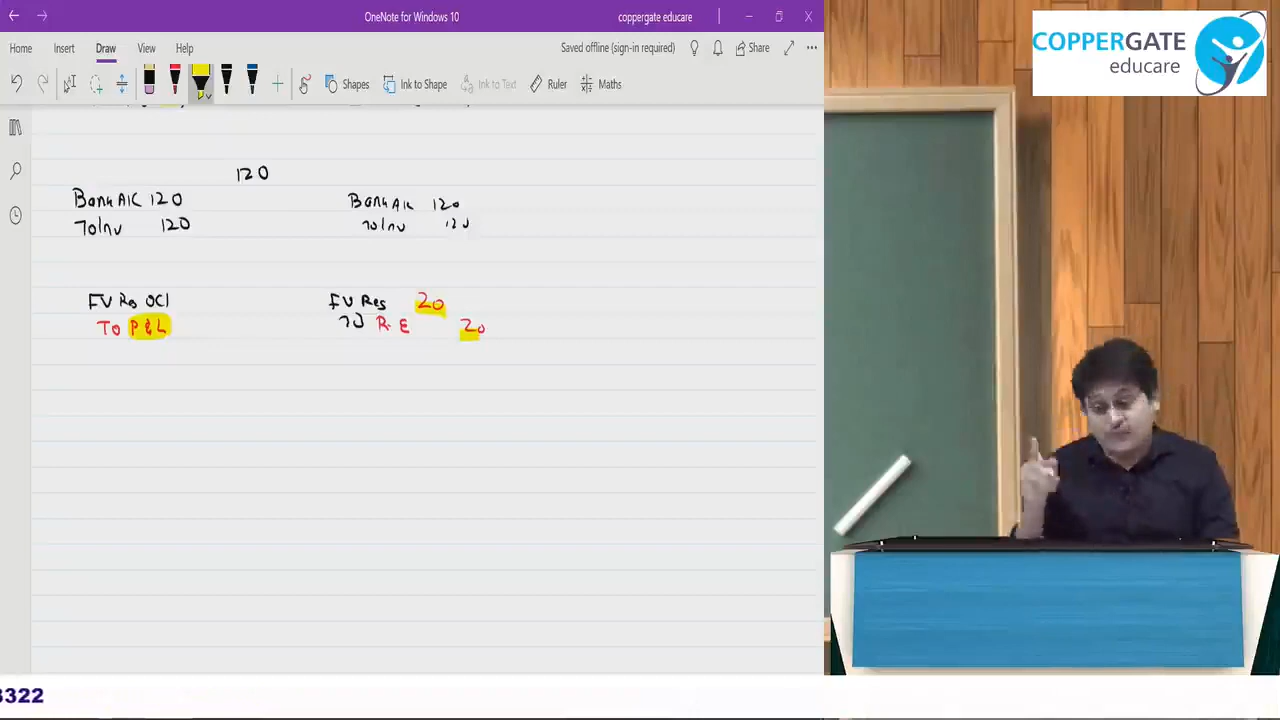 OneNote for Windows 10
coppergate educare
Home
Insert
Draw
View
Help
Saved offline (sign-in required)
Share
Shapes
Ink to Shape
Ink to Text
Ruler
Maths
COPPERGATE
educare
120
Bank A/c 120
To Inv 120
Bank A/c 120
To Inv 120
FV Res OCI
To P & L
FV Res 20
To R.E 20
3322